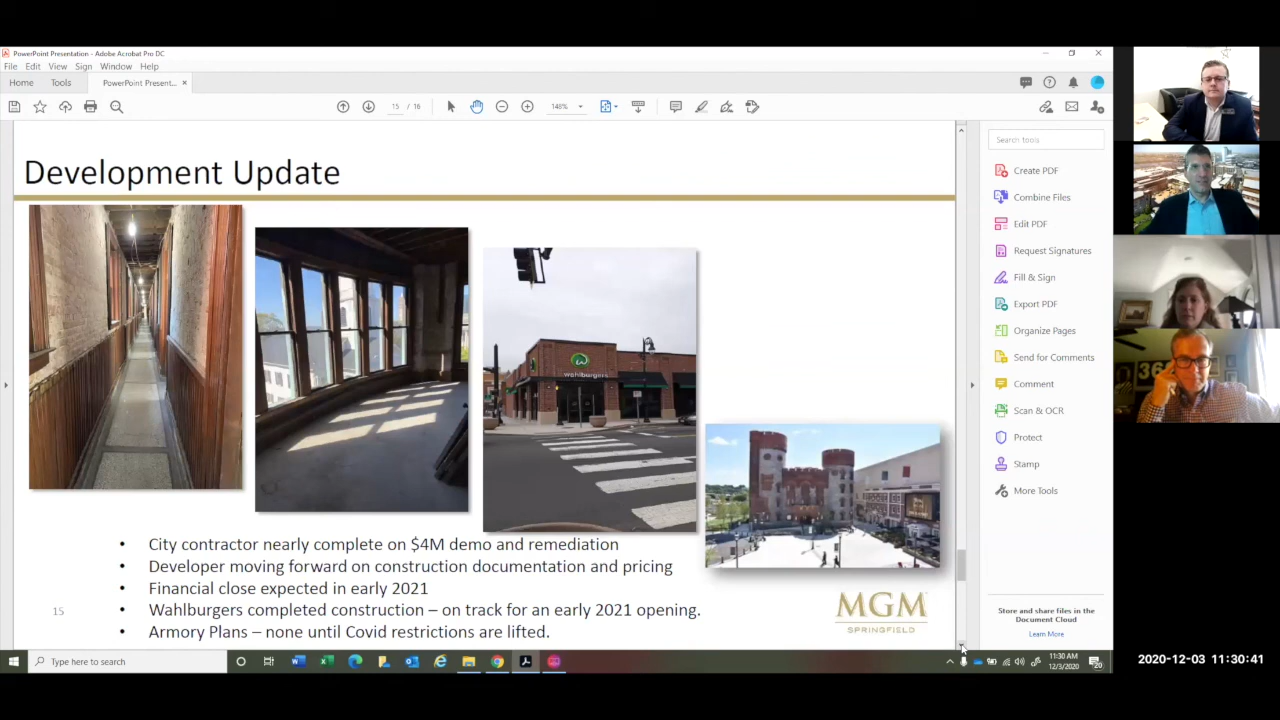 PowerPoint Presentation - Adobe Acrobat Pro DC
File Edit View Sign Window Help
Home Tools PowerPoint Present... ×
15 / 16 148%
Development Update
Search tools
Create PDF
Combine Files
Edit PDF
Request Signatures
Fill & Sign
Export PDF
Organize Pages
Send for Comments
Comment
Scan & OCR
Protect
Stamp
More Tools
wahlburgers
36
• City contractor nearly complete on $4M demo and remediation
• Developer moving forward on construction documentation and pricing
• Financial close expected in early 2021
• Wahlburgers completed construction – on track for an early 2021 opening.
• Armory Plans – none until Covid restrictions are lifted.
15
MGM
SPRINGFIELD
Store and share files in the
Document Cloud
Learn More
Type here to search
11:30 AM
12/3/2020
20
2020-12-03 11:30:41